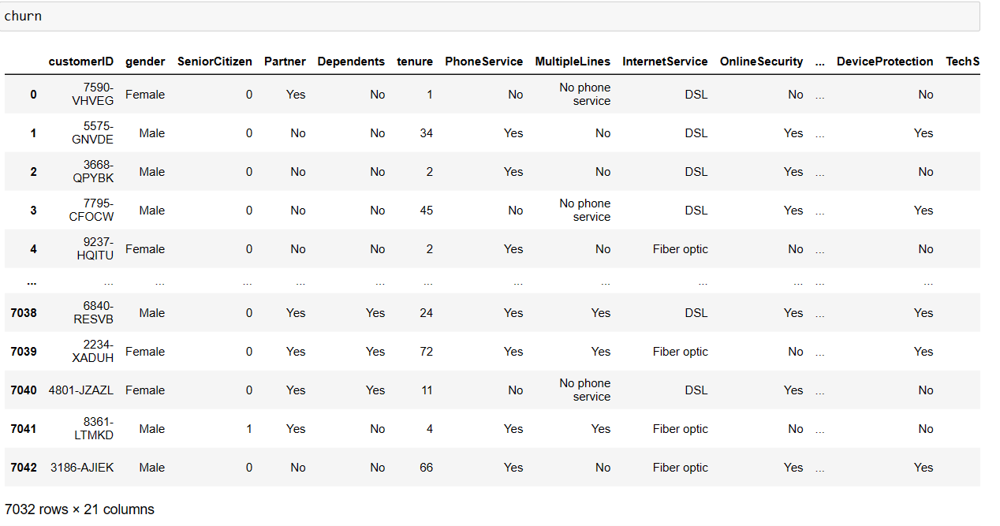 churn
customerID gender SeniorCitizen Partner Dependents tenure PhoneService MultipleLines InternetService OnlineSecurity ... DeviceProtection TechS
0 7590-VHVEG Female 0 Yes No 1 No No phone service DSL No ... No
1 5575-GNVDE Male 0 No No 34 Yes No DSL Yes ... Yes
2 3668-QPYBK Male 0 No No 2 Yes No DSL Yes ... No
3 7795-CFOCW Male 0 No No 45 No No phone service DSL Yes ... Yes
4 9237-HQITU Female 0 No No 2 Yes No Fiber optic No ... No
... ... ... ... ... ... ... ... ... ... ... ... ...
7038 6840-RESVB Male 0 Yes Yes 24 Yes Yes DSL Yes ... Yes
7039 2234-XADUH Female 0 Yes Yes 72 Yes Yes Fiber optic No ... Yes
7040 4801-JZAZL Female 0 Yes Yes 11 No No phone service DSL Yes ... No
7041 8361-LTMKD Male 1 Yes No 4 Yes Yes Fiber optic No ... No
7042 3186-AJIEK Male 0 No No 66 Yes No Fiber optic Yes ... Yes
7032 rows × 21 columns